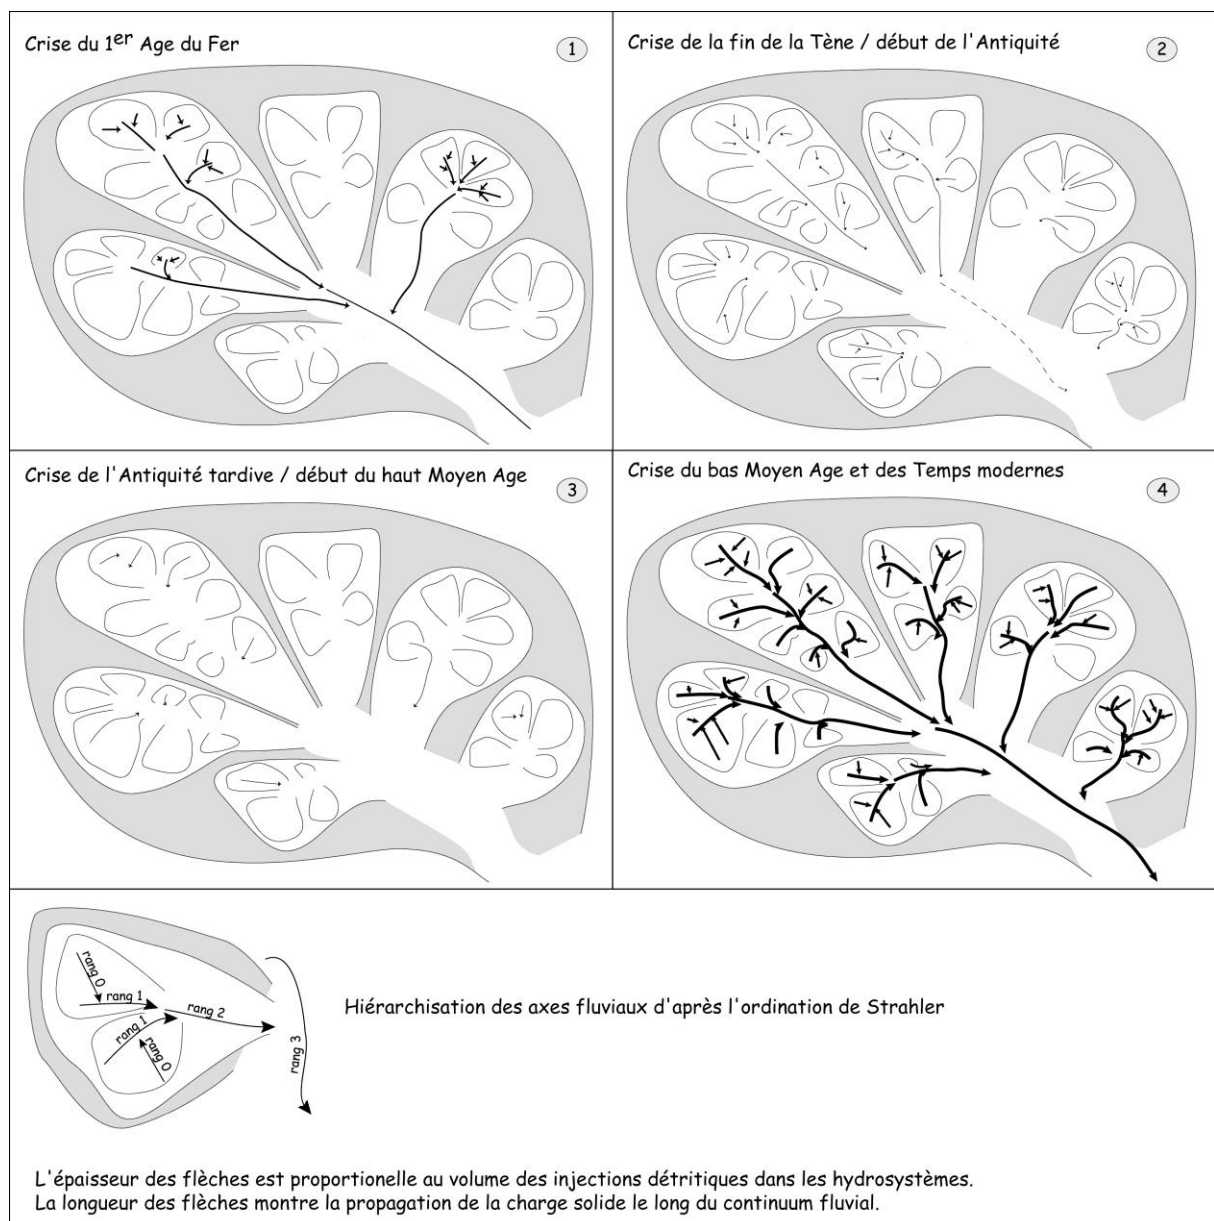 Crise du 1er Age du Fer
1
Crise de la fin de la Tène / début de l'Antiquité
2
Crise de l'Antiquité tardive / début du haut Moyen Age
3
Crise du bas Moyen Age et des Temps modernes
4
rang 0
rang 1
rang 2
rang 1
rang 0
rang 3
Hiérarchisation des axes fluviaux d'après l'ordination de Strahler
L'épaisseur des flèches est proportionelle au volume des injections détritiques dans les hydrosystèmes.
La longueur des flèches montre la propagation de la charge solide le long du continuum fluvial.